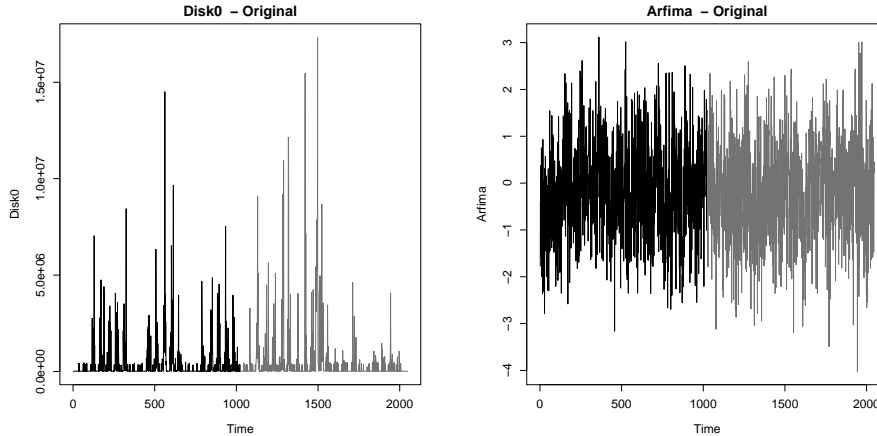 Disk0 – Original
Disk0
0.0e+00
5.0e+06
1.0e+07
1.5e+07
0
500
1000
1500
2000
Time
Arfima – Original
Arfima
3
2
1
0
−1
−2
−3
−4
0
500
1000
1500
2000
Time